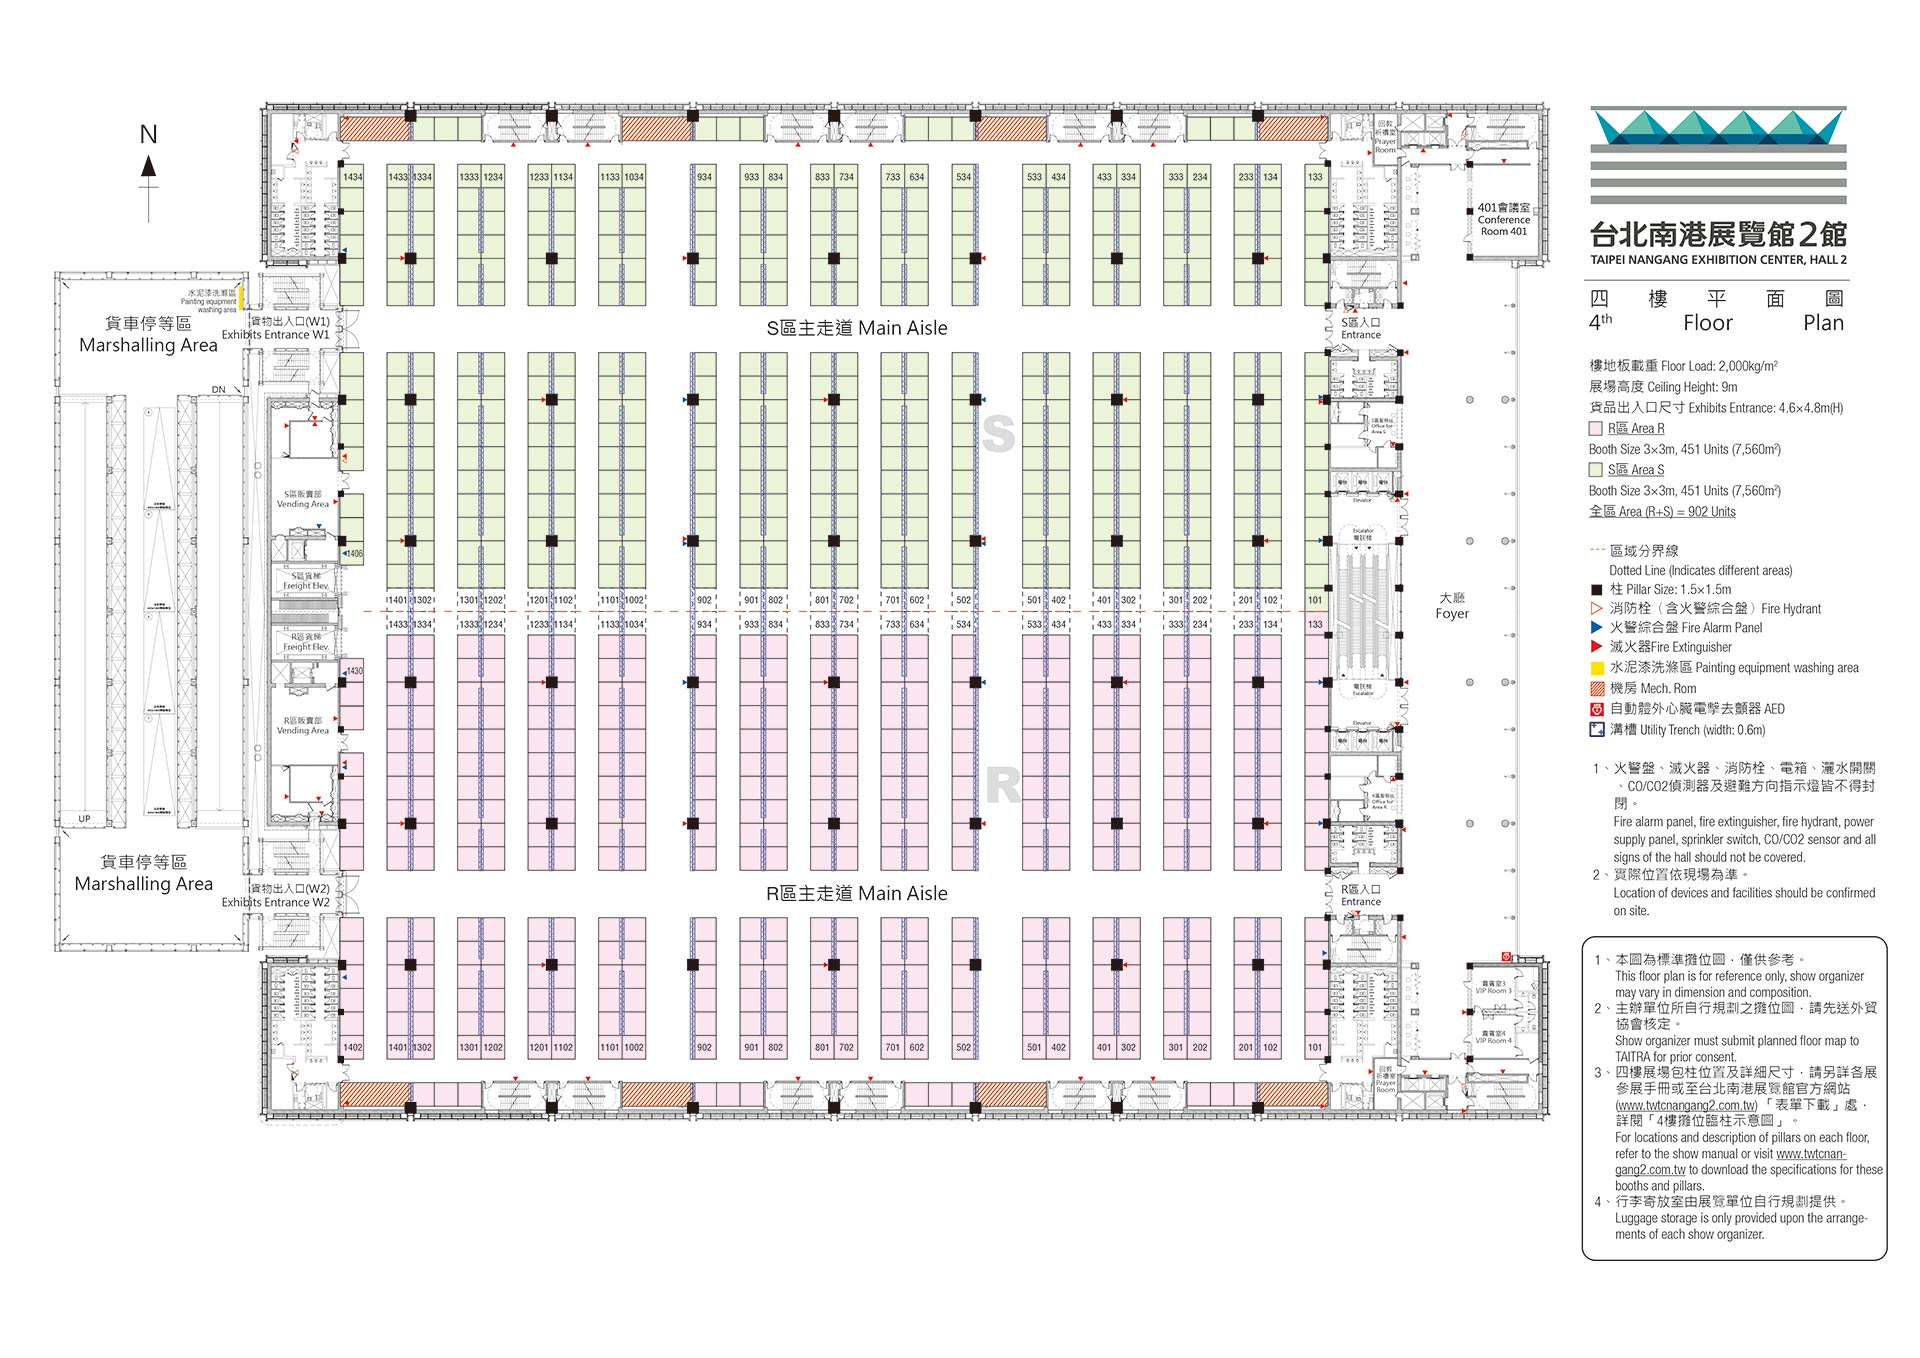 N
回教
祈禱室
Prayer
Room
1434
1433
1334
1333
1234
1233
1134
1133
1034
934
933
834
833
734
733
634
534
533
434
433
334
333
234
233
134
133
401會議室
Conference
Room 401
台北南港展覽館2館
TAIPEI NANGANG EXHIBITION CENTER, HALL 2
四樓平面圖
4th Floor Plan
水泥漆洗滌區
Painting equipment
washing area
貨車停等區
Marshalling Area
貨物出入口(W1)
Exhibits Entrance W1
S區主走道 Main Aisle
S區入口
Entrance
DN
樓地板載重 Floor Load: 2,000kg/m²
展場高度 Ceiling Height: 9m
貨品出入口尺寸 Exhibits Entrance: 4.6×4.8m(H)
R區 Area R
Booth Size 3×3m, 451 Units (7,560m²)
S區 Area S
Booth Size 3×3m, 451 Units (7,560m²)
全區 Area (R+S) = 902 Units
S
S區服務台
Office for
Area S
S區販賣部
Vending Area
Elevator
Escalator
電扶梯
1406
S區貨梯
Freight Elev.
1401
1302
1301
1202
1201
1102
1101
1002
902
901
802
801
702
701
602
502
501
402
401
302
301
202
201
102
101
1433
1334
1333
1234
1233
1134
1133
1034
934
933
834
833
734
733
634
534
533
434
433
334
333
234
233
134
133
大廳
Foyer
R區貨梯
Freight Elev.
1430
電扶梯
Escalator
R區販賣部
Vending Area
Elevator
區域分界線
Dotted Line (Indicates different areas)
柱 Pillar Size: 1.5×1.5m
消防栓（含火警綜合盤）Fire Hydrant
火警綜合盤 Fire Alarm Panel
滅火器Fire Extinguisher
水泥漆洗滌區 Painting equipment washing area
機房 Mech. Rom
自動體外心臟電擊去顫器 AED
溝槽 Utility Trench (width: 0.6m)
R
R區服務台
Office for
Area R
UP
貨車停等區
Marshalling Area
貨物出入口(W2)
Exhibits Entrance W2
R區主走道 Main Aisle
R區入口
Entrance
1、火警盤、滅火器、消防栓、電箱、灑水開關
、CO/CO2偵測器及避難方向指示燈皆不得封
閉。
Fire alarm panel, fire extinguisher, fire hydrant, power
supply panel, sprinkler switch, CO/CO2 sensor and all
signs of the hall should not be covered.
2、實際位置依現場為準。
Location of devices and facilities should be confirmed
on site.
貴賓室3
VIP Room 3
貴賓室4
VIP Room 4
1402
1401
1302
1301
1202
1201
1102
1101
1002
902
901
802
801
702
701
602
502
501
402
401
302
301
202
201
102
101
回教
祈禱室
Prayer
Room
1、本圖為標準攤位圖，僅供參考。
This floor plan is for reference only, show organizer
may vary in dimension and composition.
2、主辦單位所自行規劃之攤位圖，請先送外貿
協會核定。
Show organizer must submit planned floor map to
TAITRA for prior consent.
3、四樓展場包柱位置及詳細尺寸，請另詳各展
參展手冊或至台北南港展覽館官方網站
(www.twtcnangang2.com.tw)「表單下載」處，
詳閱「4樓攤位臨柱示意圖」。
For locations and description of pillars on each floor,
refer to the show manual or visit www.twtcnan-
gang2.com.tw to download the specifications for these
booths and pillars.
4、行李寄放室由展覽單位自行規劃提供。
Luggage storage is only provided upon the arrange-
ments of each show organizer.